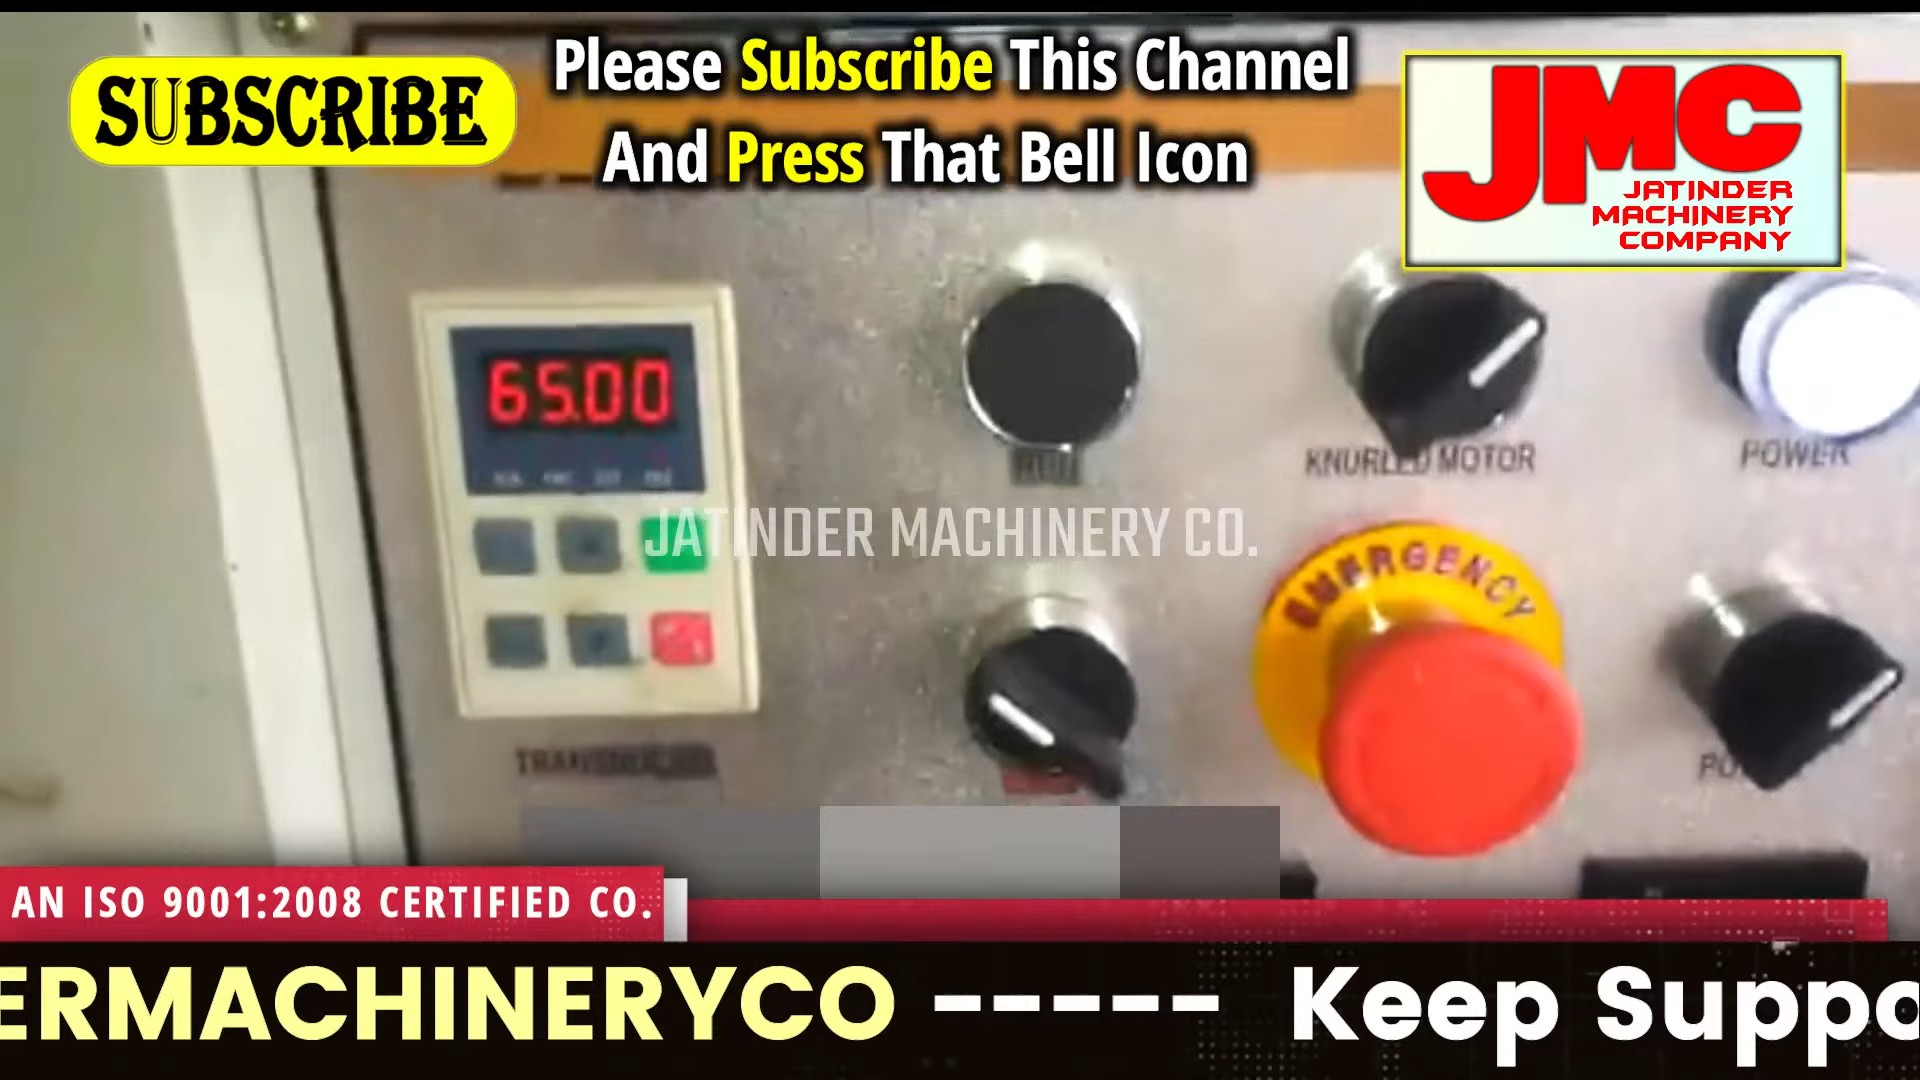 SUBSCRIBE
Please Subscribe This Channel
And Press That Bell Icon
JMC
JATINDER
MACHINERY
COMPANY
65.00
KNURLED MOTOR
POWER
JATINDER MACHINERY CO.
EMERGENCY
AN ISO 9001:2008 CERTIFIED CO.
ERMACHINERYCO ----- Keep Suppo